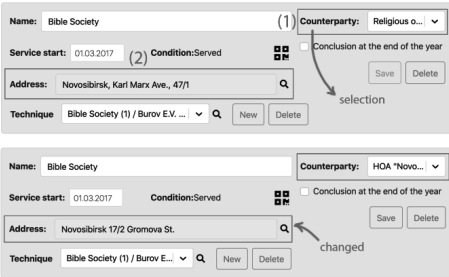 Name: Bible Society (1) Counterparty: Religious o...
Service start: 01.03.2017 (2) Condition:Served Conclusion at the end of the year
Save Delete
Address: Novosibirsk, Karl Marx Ave., 47/1
selection
Technique Bible Society (1) / Burov E.V. ... New Delete
Name: Bible Society Counterparty: HOA "Novo...
Service start: 01.03.2017 Condition:Served Conclusion at the end of the year
Save Delete
Address: Novosibirsk 17/2 Gromova St.
changed
Technique Bible Society (1) / Burov E... New Delete